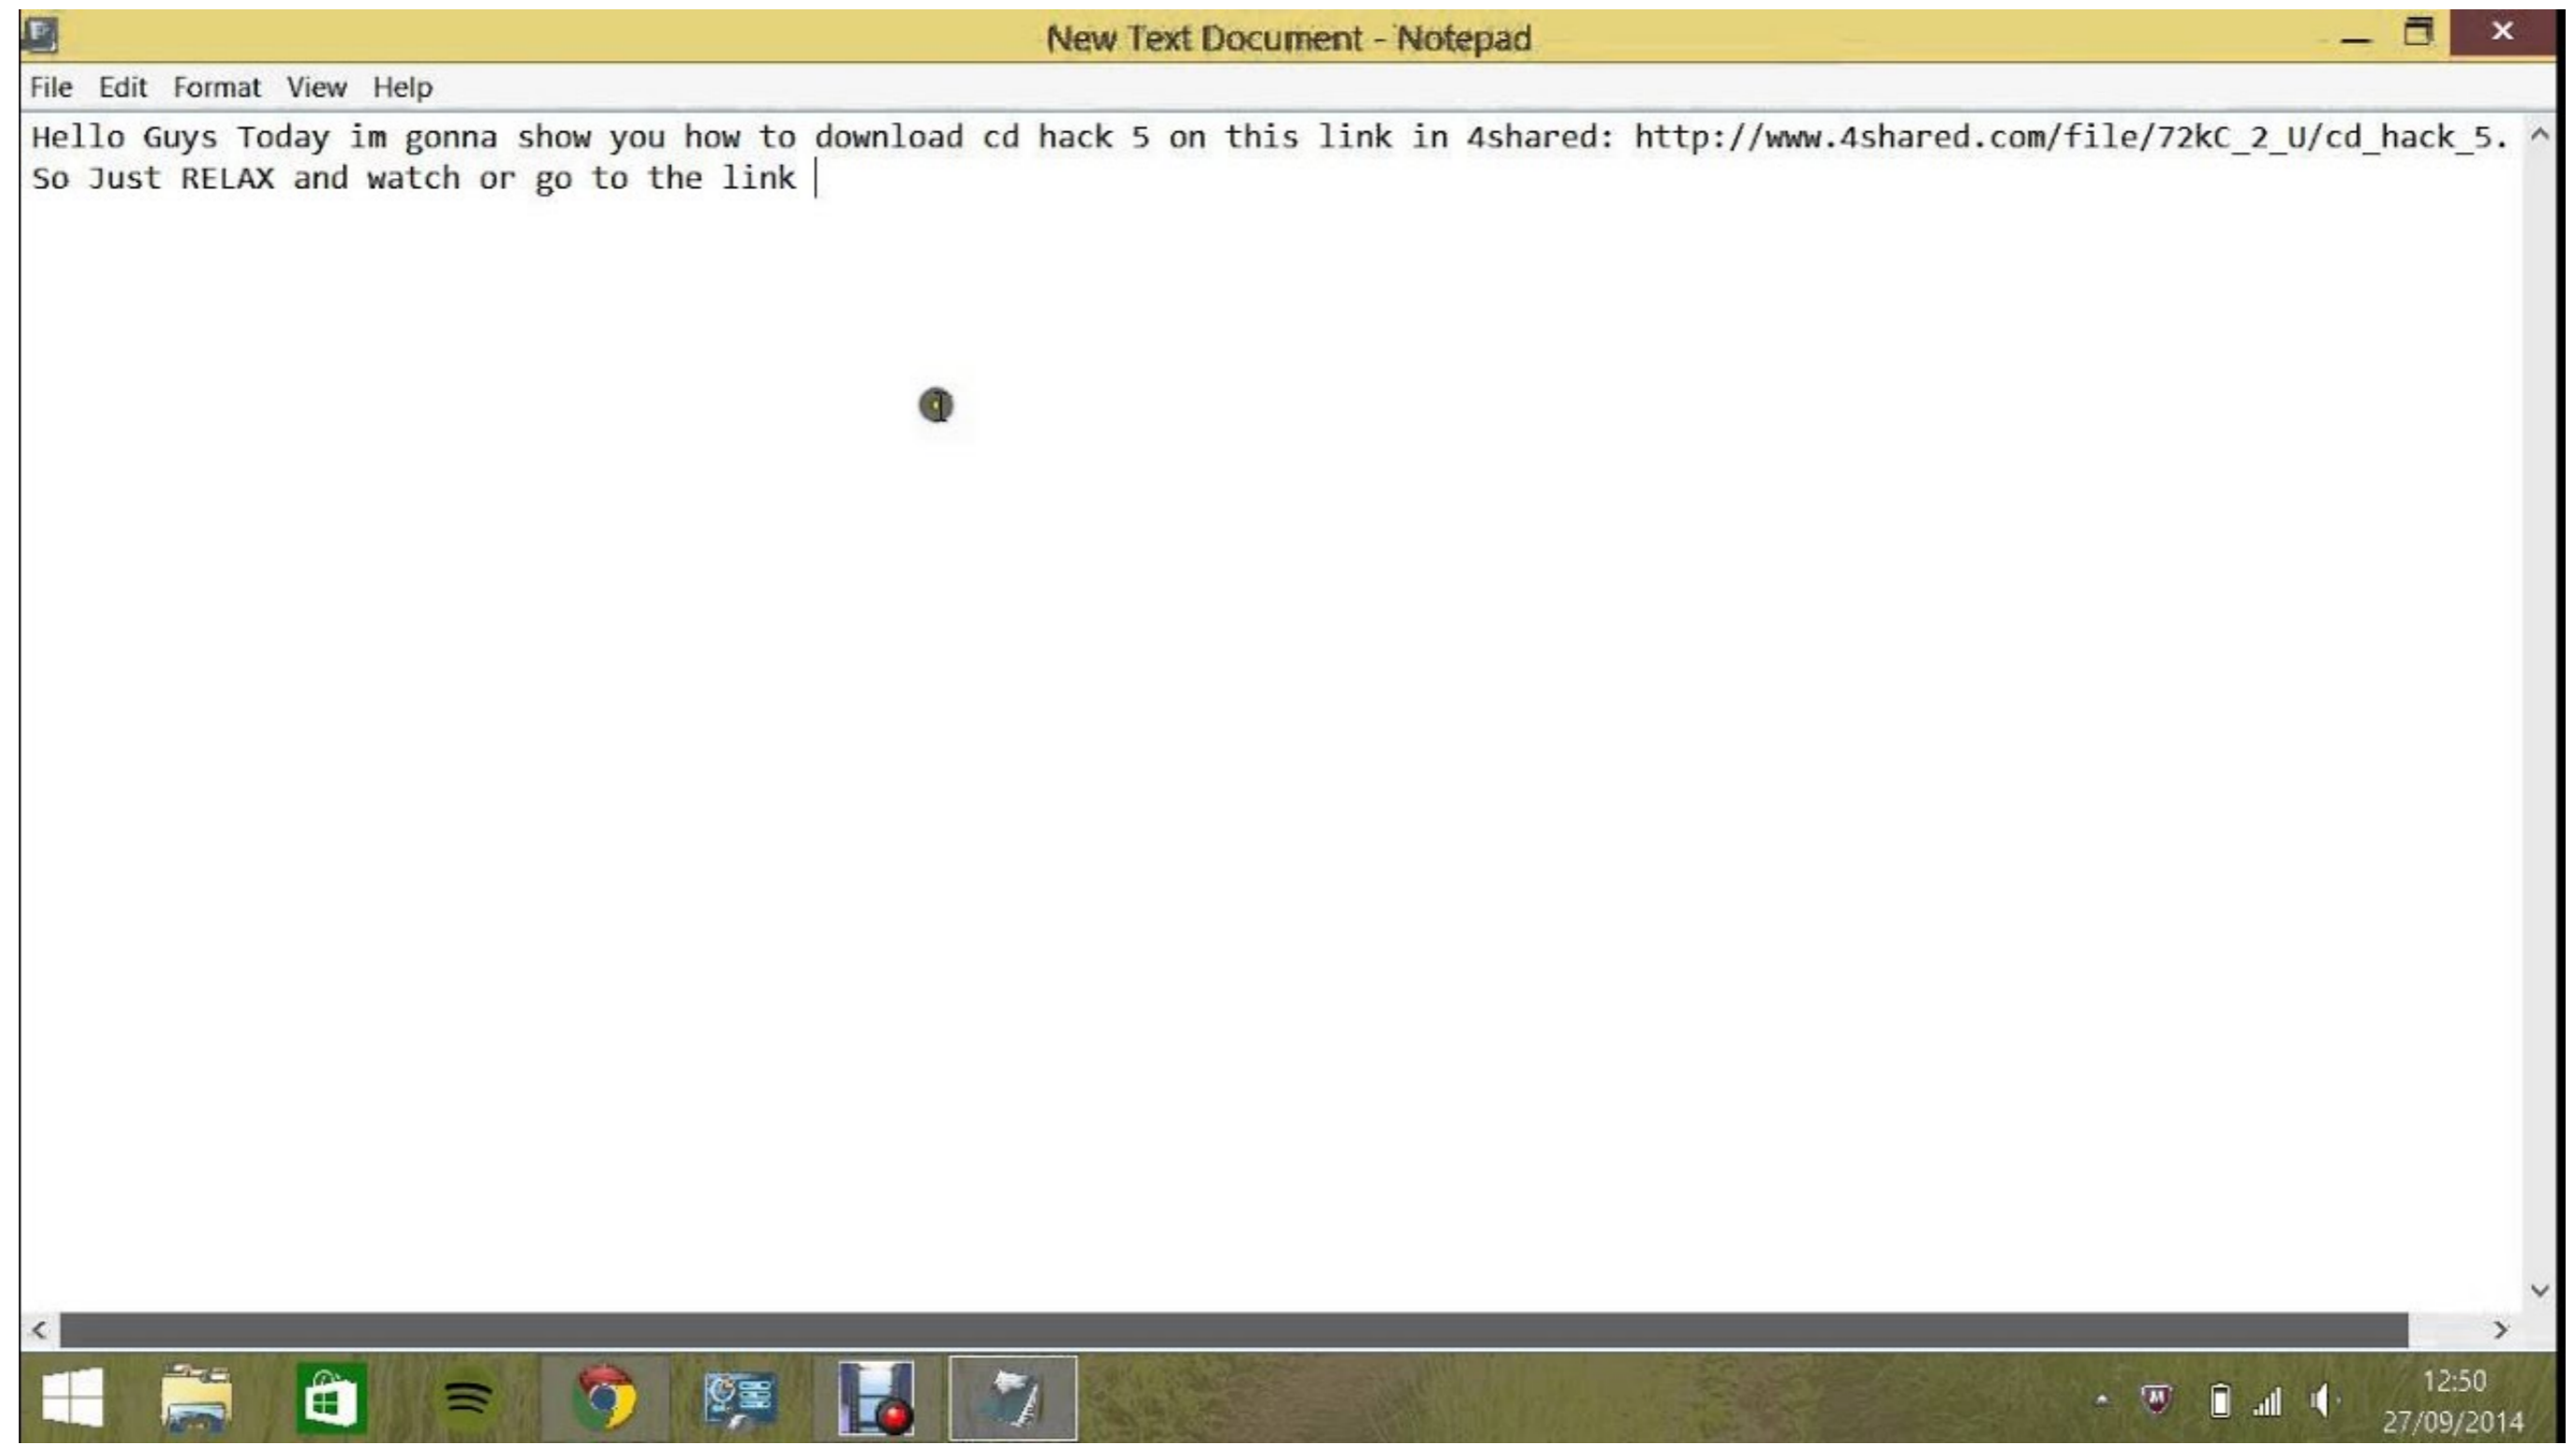 New Text Document - Notepad
File Edit Format View Help
Hello Guys Today im gonna show you how to download cd hack 5 on this link in 4shared: http://www.4shared.com/file/72kC_2_U/cd_hack_5.
So Just RELAX and watch or go to the link
12:50
27/09/2014